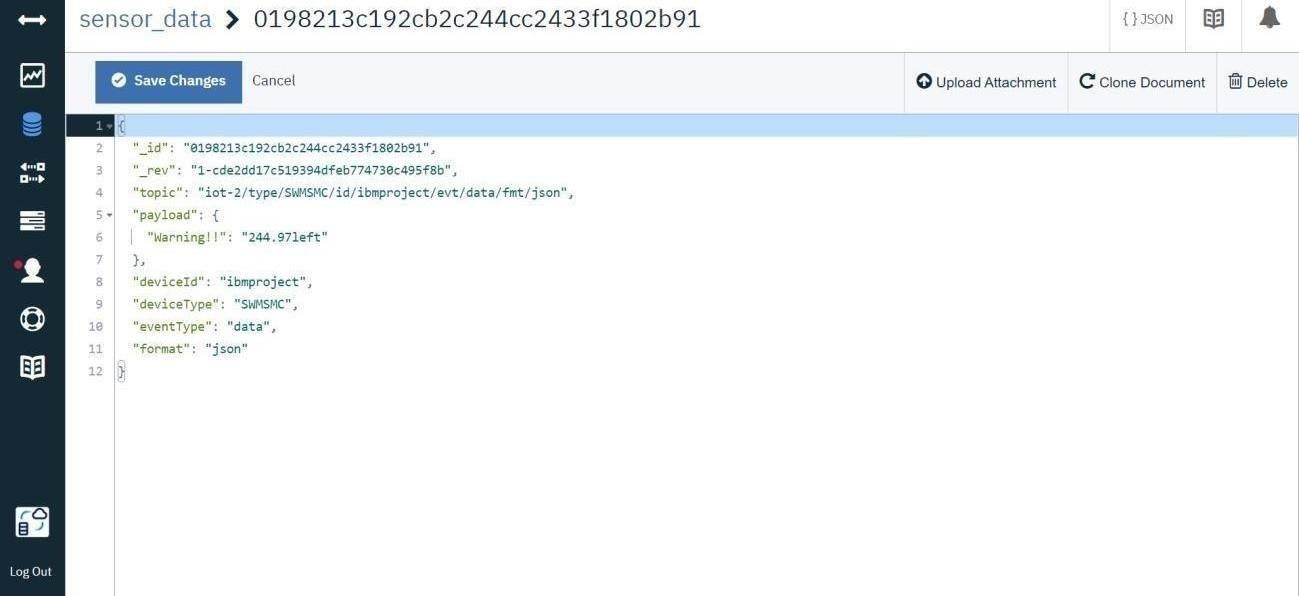 sensor_data > 0198213c192cb2c244cc2433f1802b91
{ } JSON
Save Changes Cancel Upload Attachment Clone Document Delete
1 {
2 "_id": "0198213c192cb2c244cc2433f1802b91",
3 "_rev": "1-cde2dd17c519394dfeb774730c495f8b",
4 "topic": "iot-2/type/SWMSMC/id/ibmproject/evt/data/fmt/json",
5 "payload": {
6 "Warning!!": "244.97left"
7 },
8 "deviceId": "ibmproject",
9 "deviceType": "SWMSMC",
10 "eventType": "data",
11 "format": "json"
12 }
Log Out